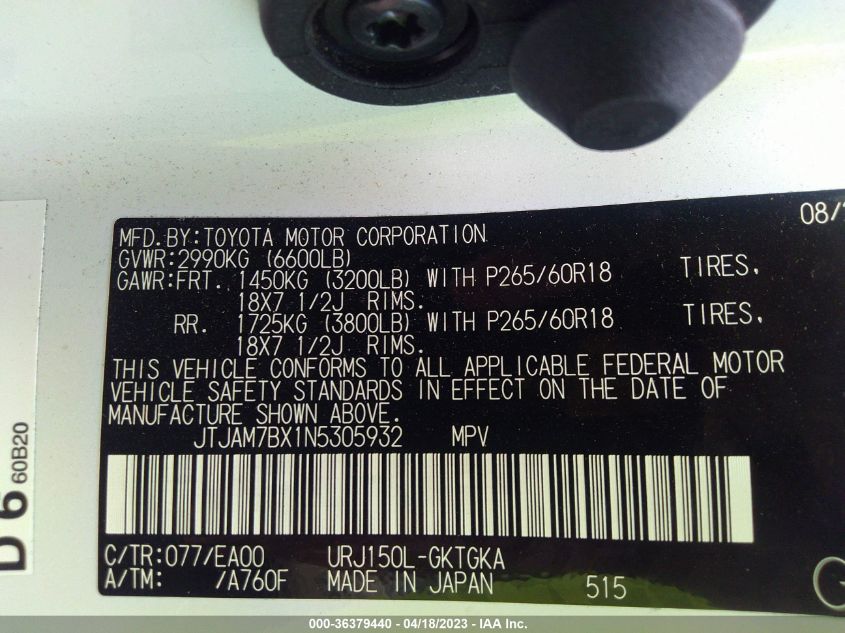 08/
MFD.BY:TOYOTA MOTOR CORPORATION
GVWR:2990KG (6600LB)
GAWR:FRT. 1450KG (3200LB) WITH P265/60R18 TIRES,
18X7 1/2J RIMS.
RR. 1725KG (3800LB) WITH P265/60R18 TIRES,
18X7 1/2J RIMS.
THIS VEHICLE CONFORMS TO ALL APPLICABLE FEDERAL MOTOR
VEHICLE SAFETY STANDARDS IN EFFECT ON THE DATE OF
MANUFACTURE SHOWN ABOVE.
JTJAM7BX1N5305932 MPV
C/TR:077/EA00 URJ150L-GKTGKA
A/TM: /A760F MADE IN JAPAN 515
D 6
60B20
000-36379440 - 04/18/2023 - IAA Inc.